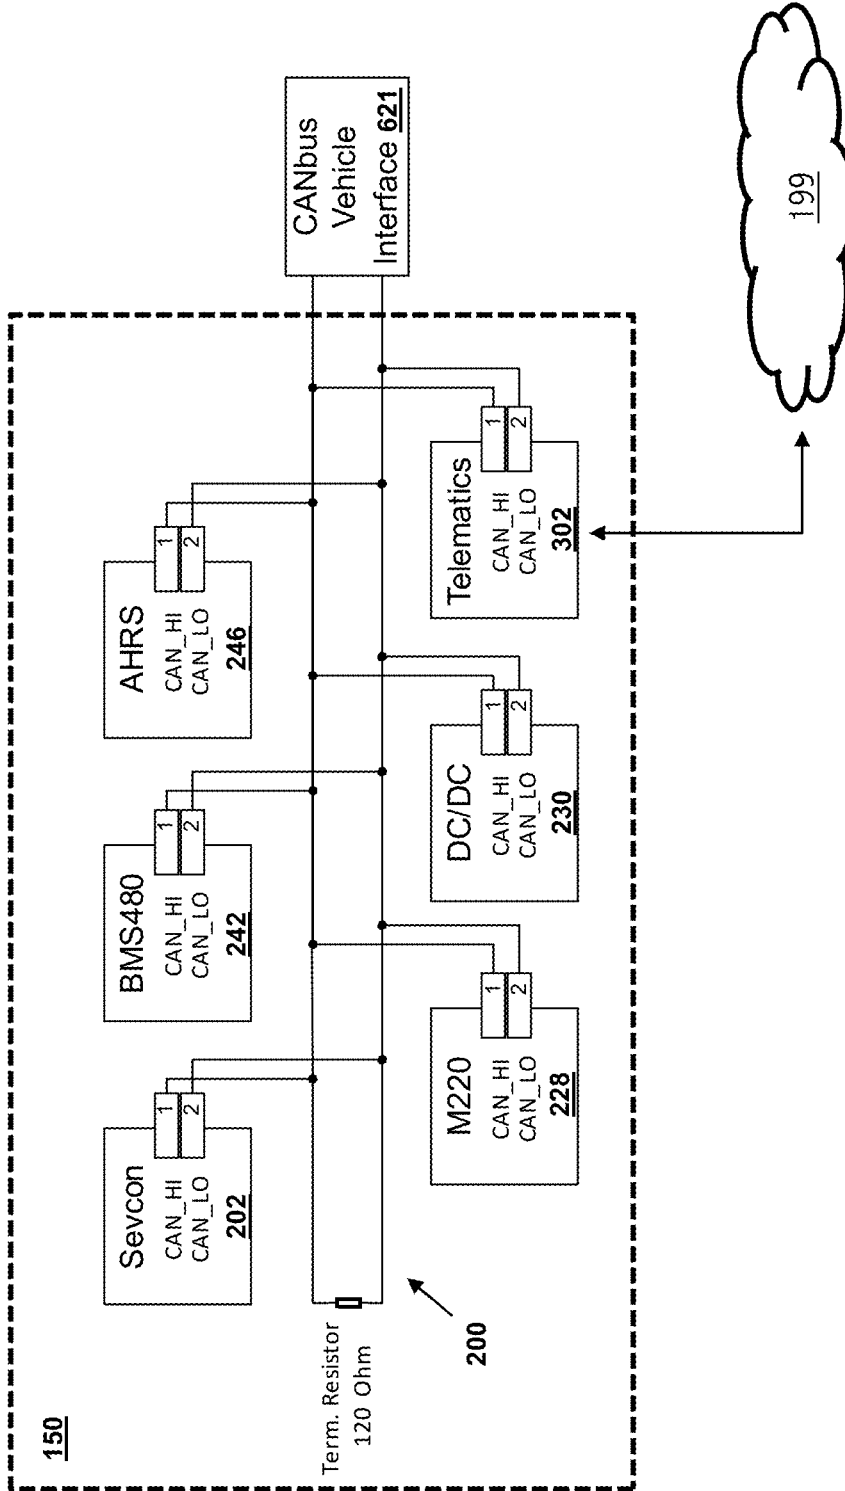 150
Sevcon
CAN_HI
CAN_LO
202
1
2
BMS480
CAN_HI
CAN_LO
242
1
2
AHRS
CAN_HI
CAN_LO
246
1
2
Term. Resistor
120 Ohm
200
CANbus
Vehicle
Interface 621
M220
CAN_HI
CAN_LO
228
1
2
DC/DC
CAN_HI
CAN_LO
230
1
2
Telematics
CAN_HI
CAN_LO
302
1
2
199